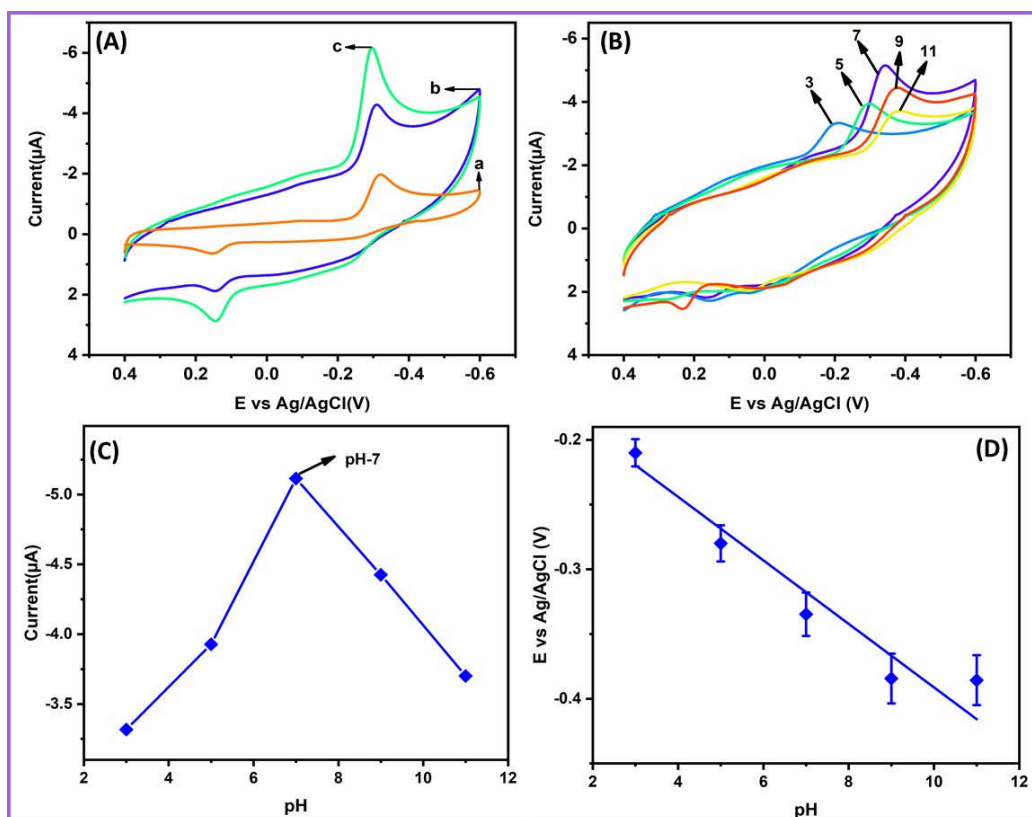 (A)
c
b
a
-6
-4
-2
0
2
4
Current(µA)
0.4 0.2 0.0 -0.2 -0.4 -0.6
E vs Ag/AgCl(V)
(B)
3
5
7
9
11
-6
-4
-2
0
2
4
Current(µA)
0.4 0.2 0.0 -0.2 -0.4 -0.6
E vs Ag/AgCl (V)
(C)
pH-7
-5.0
-4.5
-4.0
-3.5
Current(µA)
2 4 6 8 10 12
pH
(D)
-0.2
-0.3
-0.4
E vs Ag/AgCl (V)
2 4 6 8 10 12
pH